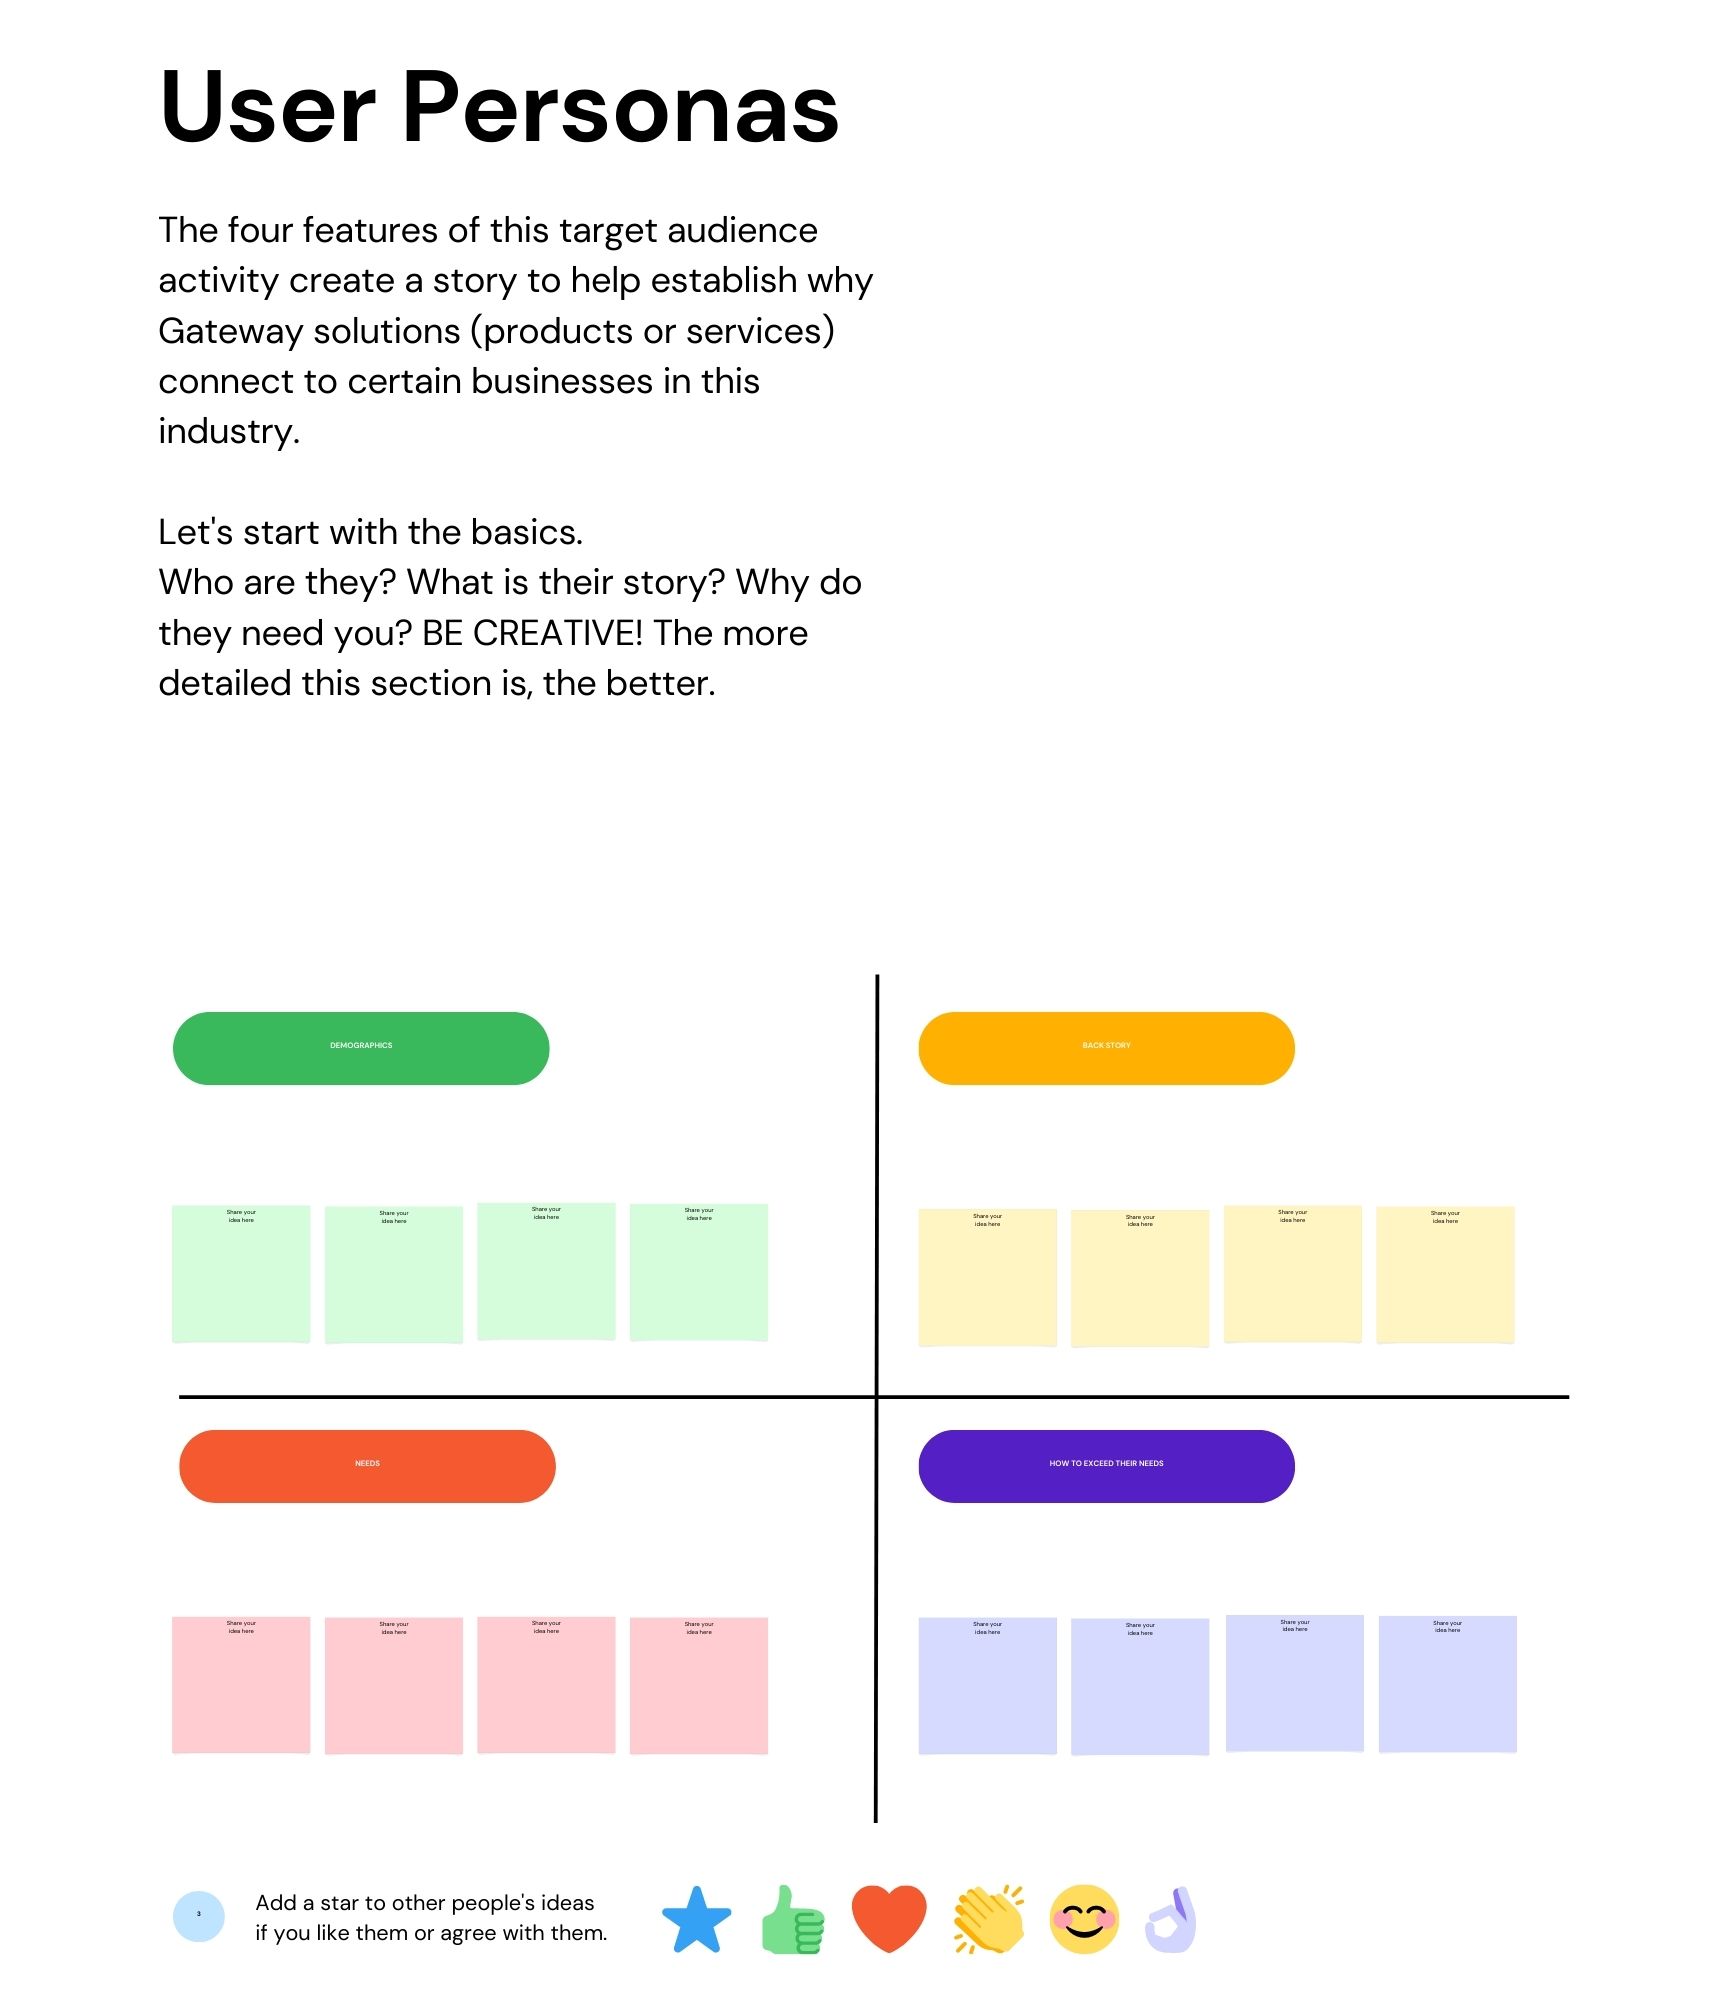 User Personas
The four features of this target audience
activity create a story to help establish why
Gateway solutions (products or services)
connect to certain businesses in this
industry.
Let's start with the basics.
Who are they? What is their story? Why do
they need you? BE CREATIVE! The more
detailed this section is, the better.
DEMOGRAPHICS
Share your
idea here
Share your
idea here
Share your
idea here
Share your
idea here
BACK STORY
Share your
idea here
Share your
idea here
Share your
idea here
Share your
idea here
NEEDS
Share your
idea here
Share your
idea here
Share your
idea here
Share your
idea here
HOW TO EXCEED THEIR NEEDS
Share your
idea here
Share your
idea here
Share your
idea here
Share your
idea here
3
Add a star to other people's ideas
if you like them or agree with them.